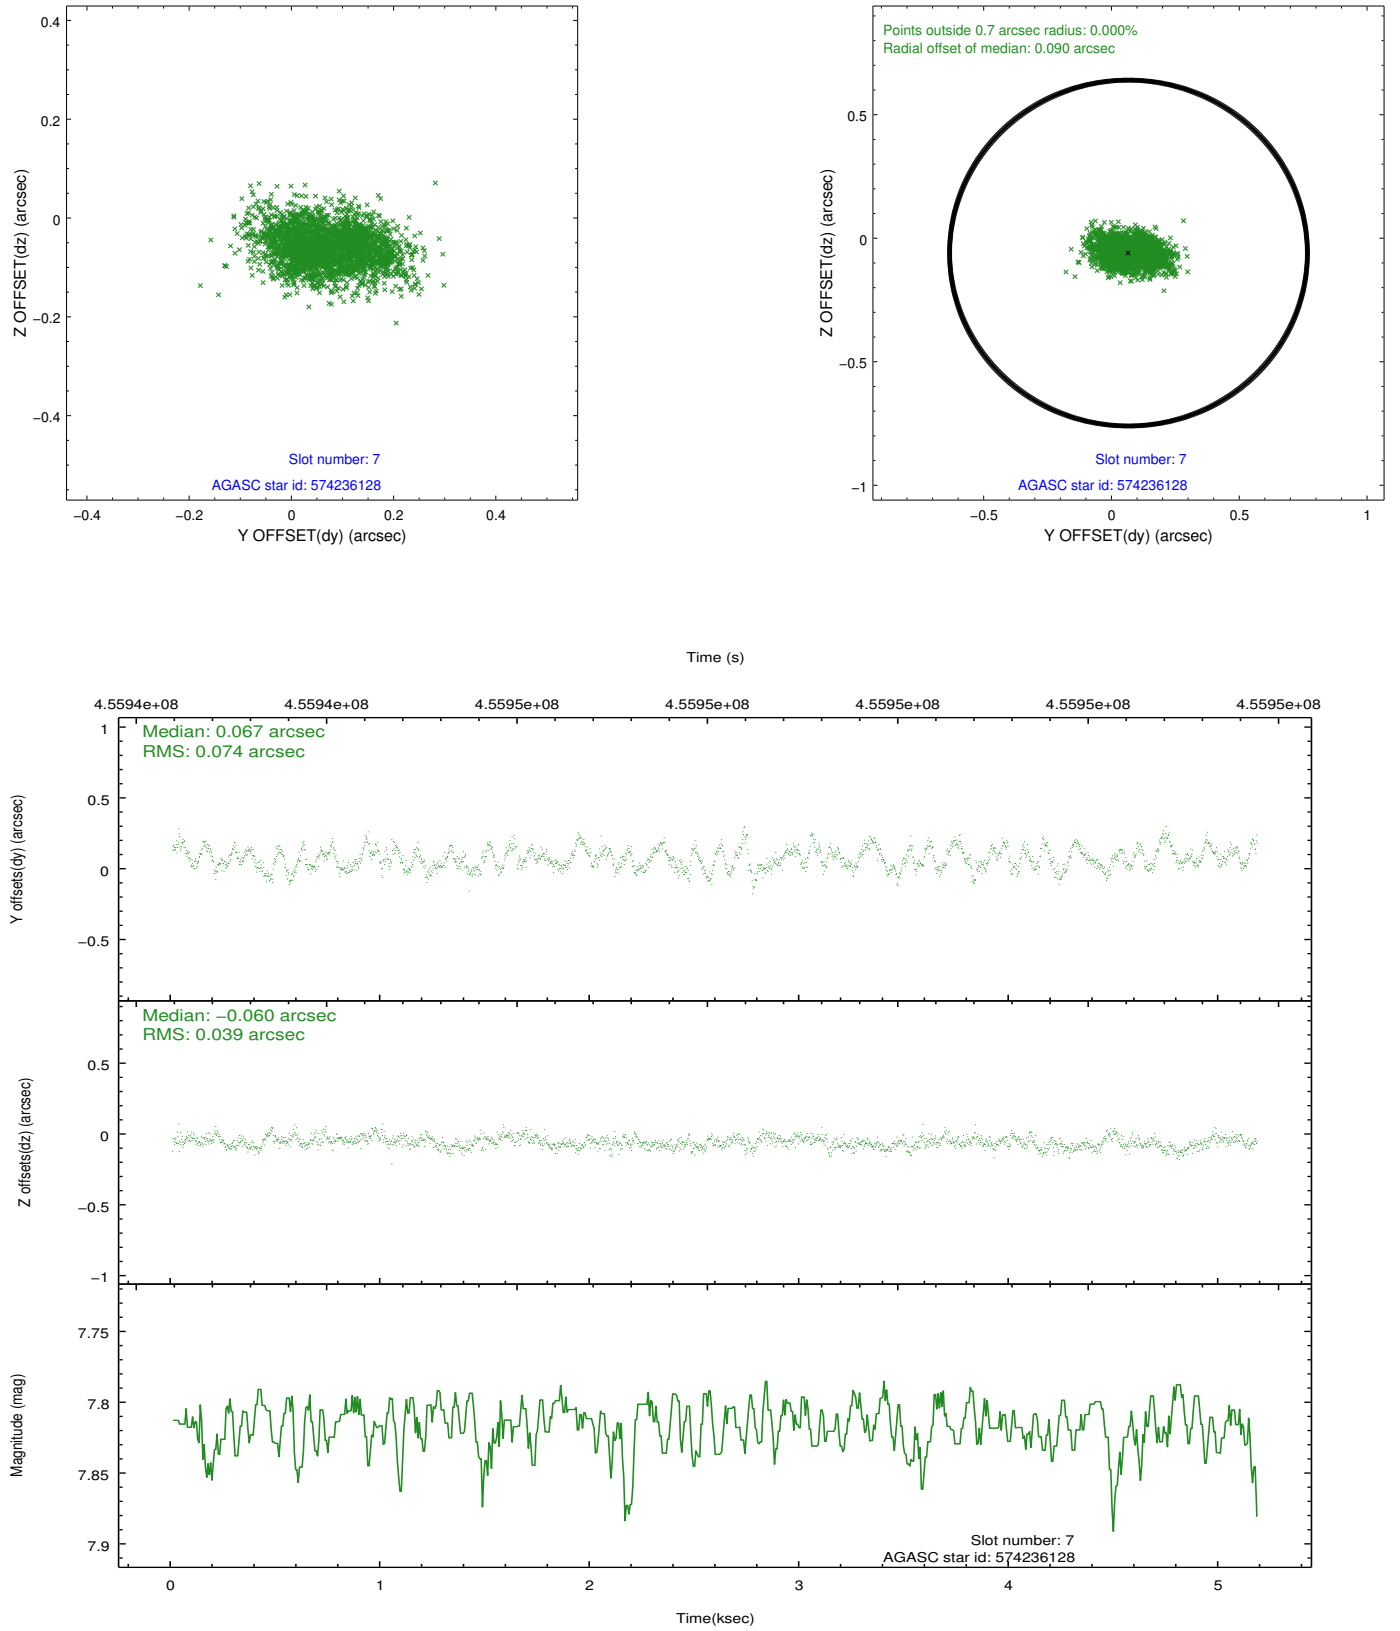 0.4
0.2
0
−0.2
−0.4
Z OFFSET(dz) (arcsec)
Slot number: 7
AGASC star id: 574236128
−0.4 −0.2 0 0.2 0.4
Y OFFSET(dy) (arcsec)
Points outside 0.7 arcsec radius: 0.000%
Radial offset of median: 0.090 arcsec
0.5
0
−0.5
−1
Z OFFSET(dz) (arcsec)
Slot number: 7
AGASC star id: 574236128
−0.5 0 0.5 1
Y OFFSET(dy) (arcsec)
Time (s)
4.5594e+08 4.5594e+08 4.5595e+08 4.5595e+08 4.5595e+08 4.5595e+08 4.5595e+08
Median: 0.067 arcsec
RMS: 0.074 arcsec
1
0.5
0
−0.5
Y offsets(dy) (arcsec)
Median: −0.060 arcsec
RMS: 0.039 arcsec
0.5
0
−0.5
−1
Z offsets(dz) (arcsec)
7.75
7.8
7.85
7.9
Magnitude (mag)
Slot number: 7
AGASC star id: 574236128
0 1 2 3 4 5
Time(ksec)